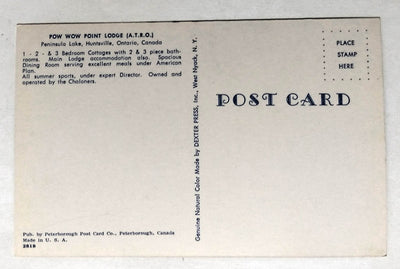 POW WOW POINT LODGE (A.T.R.O.)
Peninsula Lake, Huntsville, Ontario, Canada
1 - 2 - & 3 Bedroom Cottages with 2 & 3 piece bath-
rooms. Main Lodge accommodation also. Spacious
Dining Room serving excellent meals under American
Plan.
All summer sports, under expert Director. Owned and
operated by the Chaloners.
Pub. by Peterborough Post Card Co., Peterborough, Canada
Made in U. S. A.
2818
Genuine Natural Color Made by DEXTER PRESS, Inc., West Nyack, N. Y.
POST CARD
PLACE
STAMP
HERE